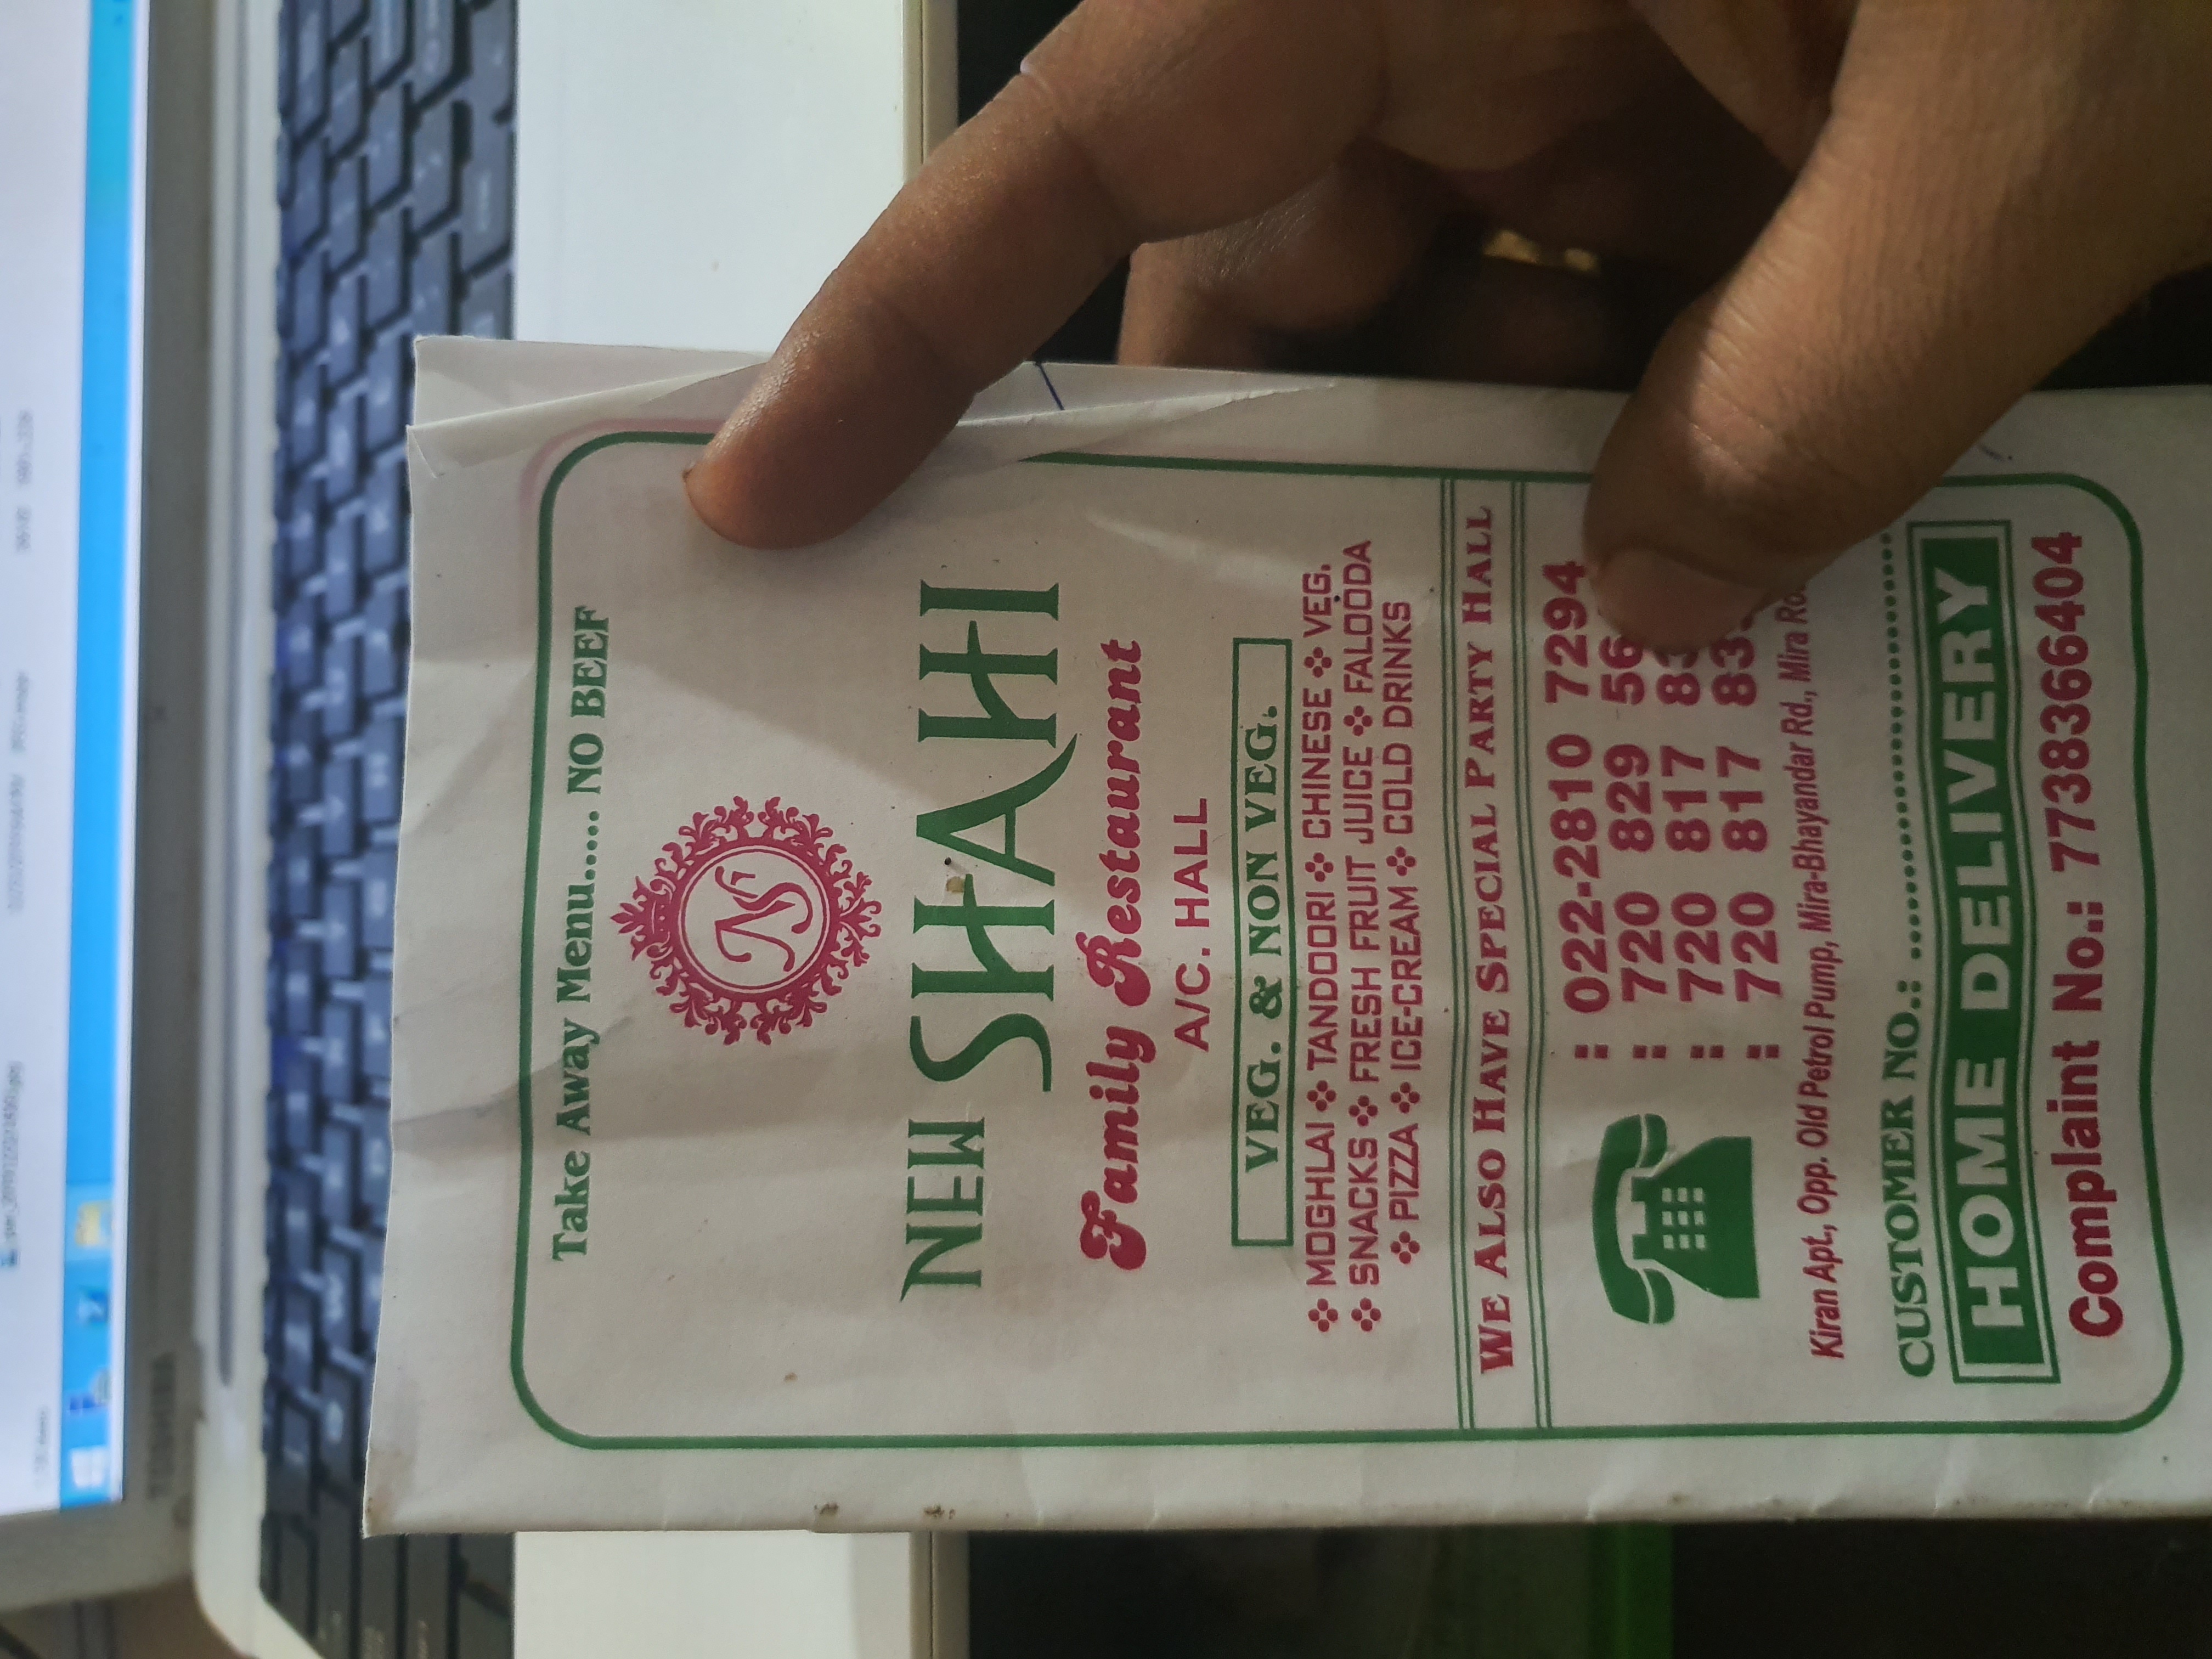 Take Away Menu..... NO BEEF
NS
NEW SHAHI
Family Restaurant
A/C. HALL
VEG. & NON VEG.
❖ MOGHLAI ❖ TANDOORI ❖ CHINESE ❖ VEG.
❖ SNACKS ❖ FRESH FRUIT JUICE ❖ FALOODA
❖ PIZZA ❖ ICE-CREAM ❖ COLD DRINKS
WE ALSO HAVE SPECIAL PARTY HALL
: 022-2810 7294
: 720 829 56
: 720 817 83
: 720 817 83
Kiran Apt., Opp. Old Petrol Pump, Mira-Bhayandar Rd., Mira
CUSTOMER NO.: ........................
HOME DELIVERY
Complaint No.: 7738366404